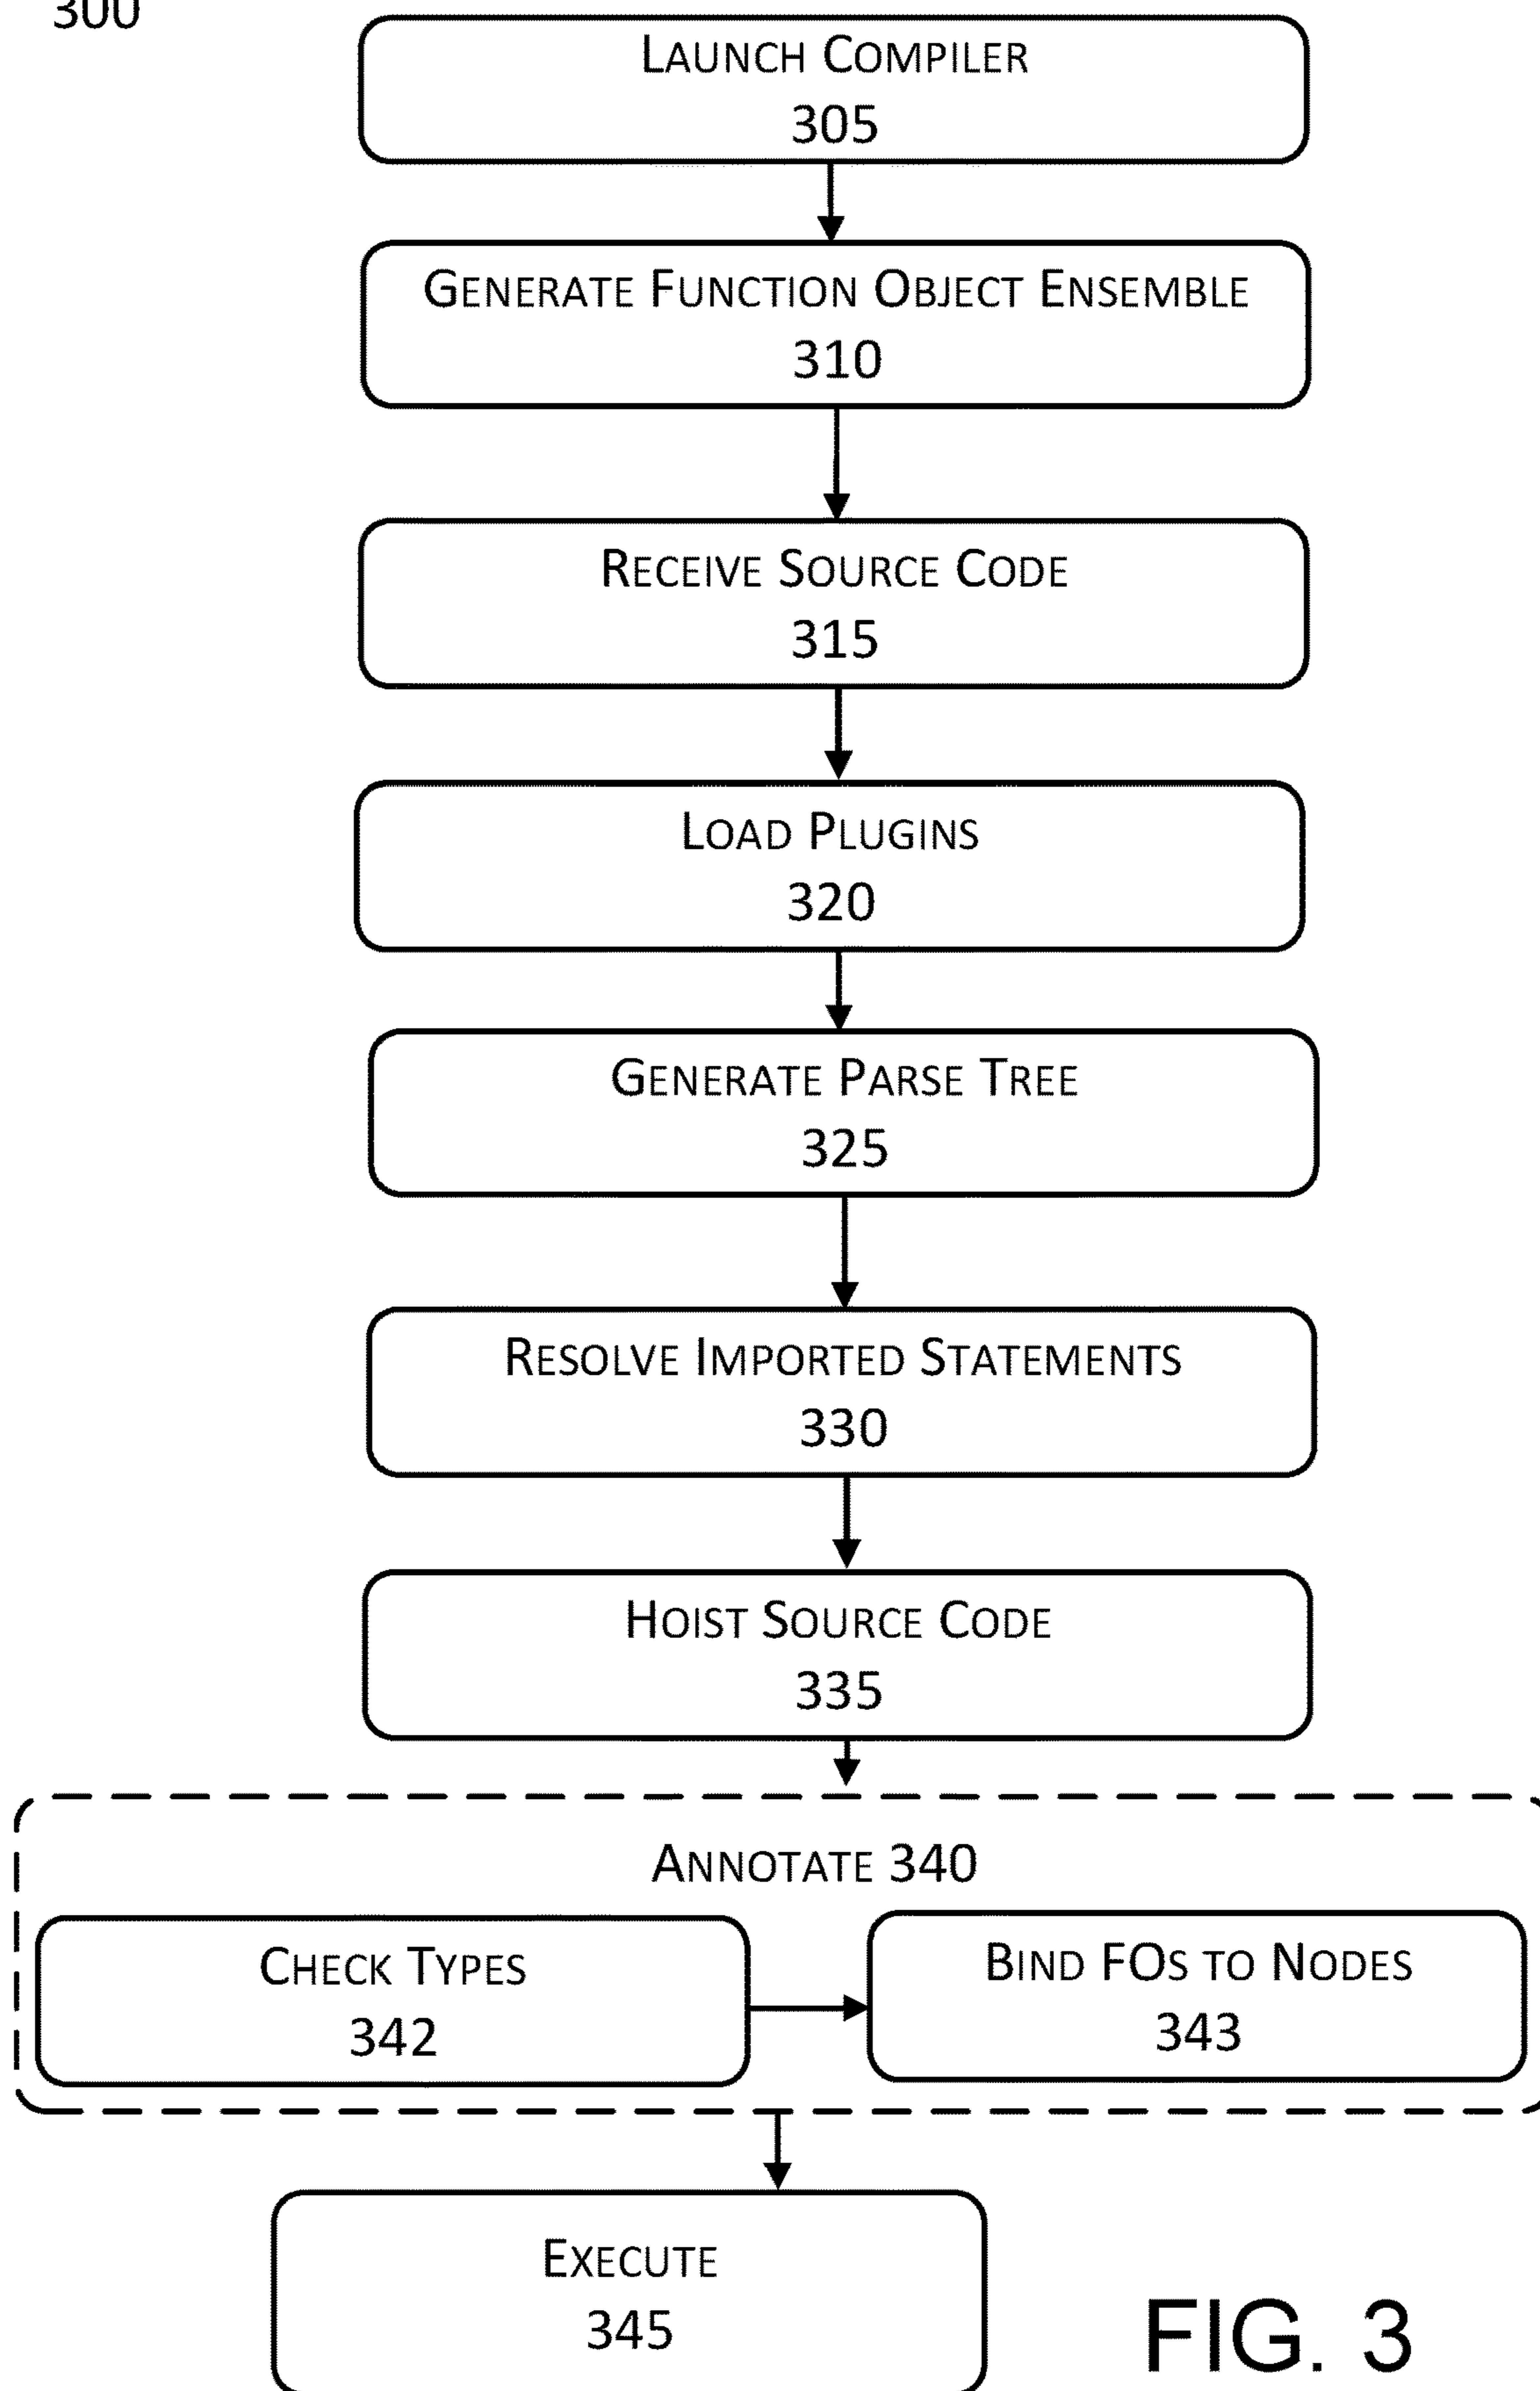 300
LAUNCH COMPILER
305
GENERATE FUNCTION OBJECT ENSEMBLE
310
RECEIVE SOURCE CODE
315
LOAD PLUGINS
320
GENERATE PARSE TREE
325
RESOLVE IMPORTED STATEMENTS
330
HOIST SOURCE CODE
335
ANNOTATE 340
CHECK TYPES
342
BIND FOS TO NODES
343
EXECUTE
345
FIG. 3